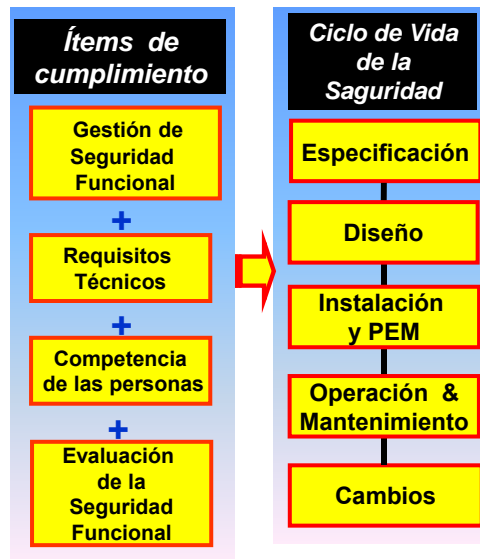 Ítems de
cumplimiento
Gestión de
Seguridad
Funcional
+
Requisitos
Técnicos
+
Competencia
de las personas
+
Evaluación
de la
Seguridad
Funcional
Ciclo de Vida
de la
Saguridad
Especificación
Diseño
Instalación
y PEM
Operación &
Mantenimiento
Cambios